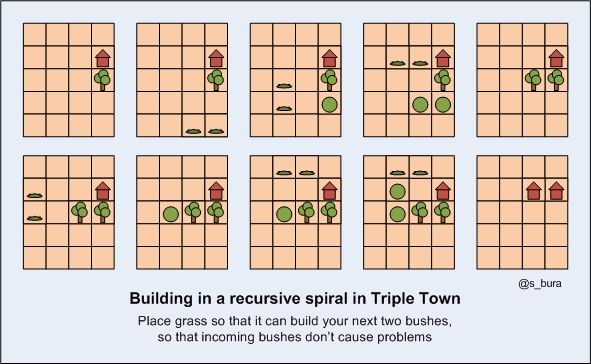 @s_bura
Building in a recursive spiral in Triple Town
Place grass so that it can build your next two bushes,
so that incoming bushes don't cause problems